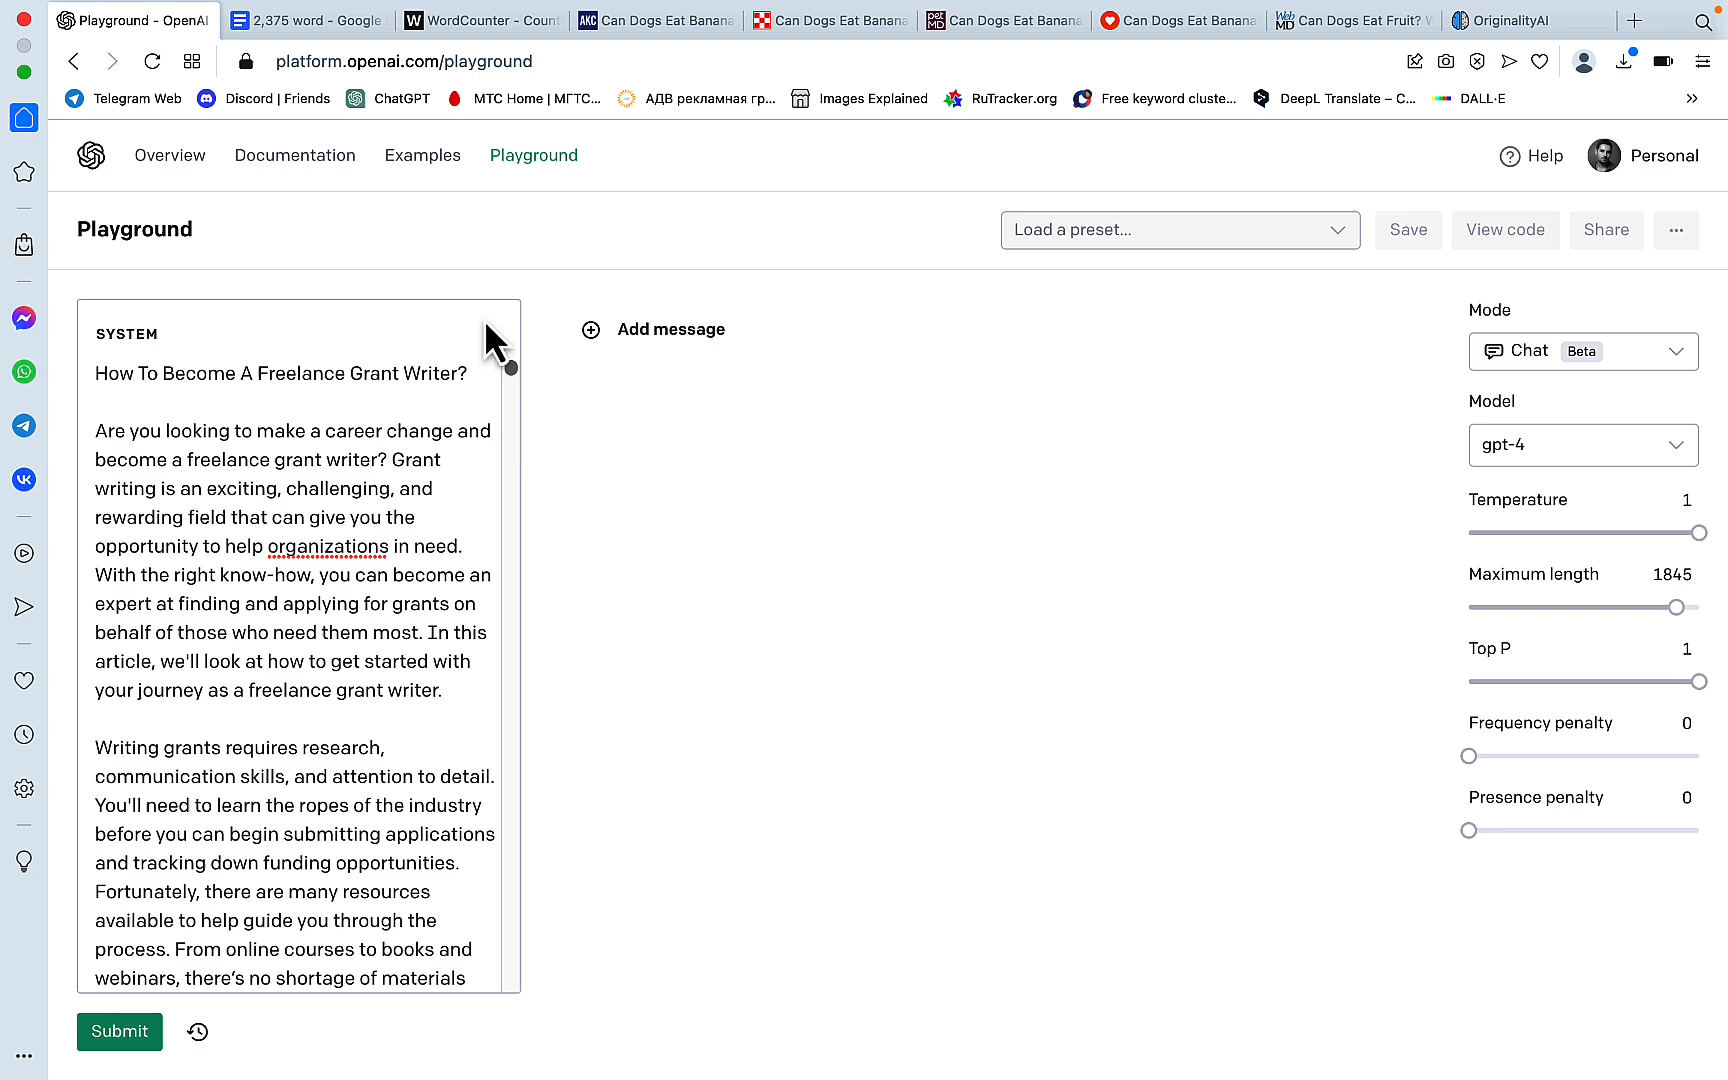 Playground - OpenAI
2,375 word - Google
WordCounter - Count
AKC Can Dogs Eat Banana
Can Dogs Eat Banana
pet MD Can Dogs Eat Banana
Can Dogs Eat Banana
Web MD Can Dogs Eat Fruit?
OriginalityAI
platform.openai.com/playground
Telegram Web
Discord | Friends
ChatGPT
МТС Home | МГТС...
АДВ рекламная гр...
Images Explained
RuTracker.org
Free keyword cluste...
DeepL Translate – C...
DALL·E
Overview
Documentation
Examples
Playground
Help
Personal
Playground
Load a preset...
Save
View code
Share
SYSTEM
How To Become A Freelance Grant Writer?
Are you looking to make a career change and
become a freelance grant writer? Grant
writing is an exciting, challenging, and
rewarding field that can give you the
opportunity to help organizations in need.
With the right know-how, you can become an
expert at finding and applying for grants on
behalf of those who need them most. In this
article, we'll look at how to get started with
your journey as a freelance grant writer.
Writing grants requires research,
communication skills, and attention to detail.
You'll need to learn the ropes of the industry
before you can begin submitting applications
and tracking down funding opportunities.
Fortunately, there are many resources
available to help guide you through the
process. From online courses to books and
webinars, there's no shortage of materials
Submit
Add message
Mode
Chat Beta
Model
gpt-4
Temperature 1
Maximum length 1845
Top P 1
Frequency penalty 0
Presence penalty 0